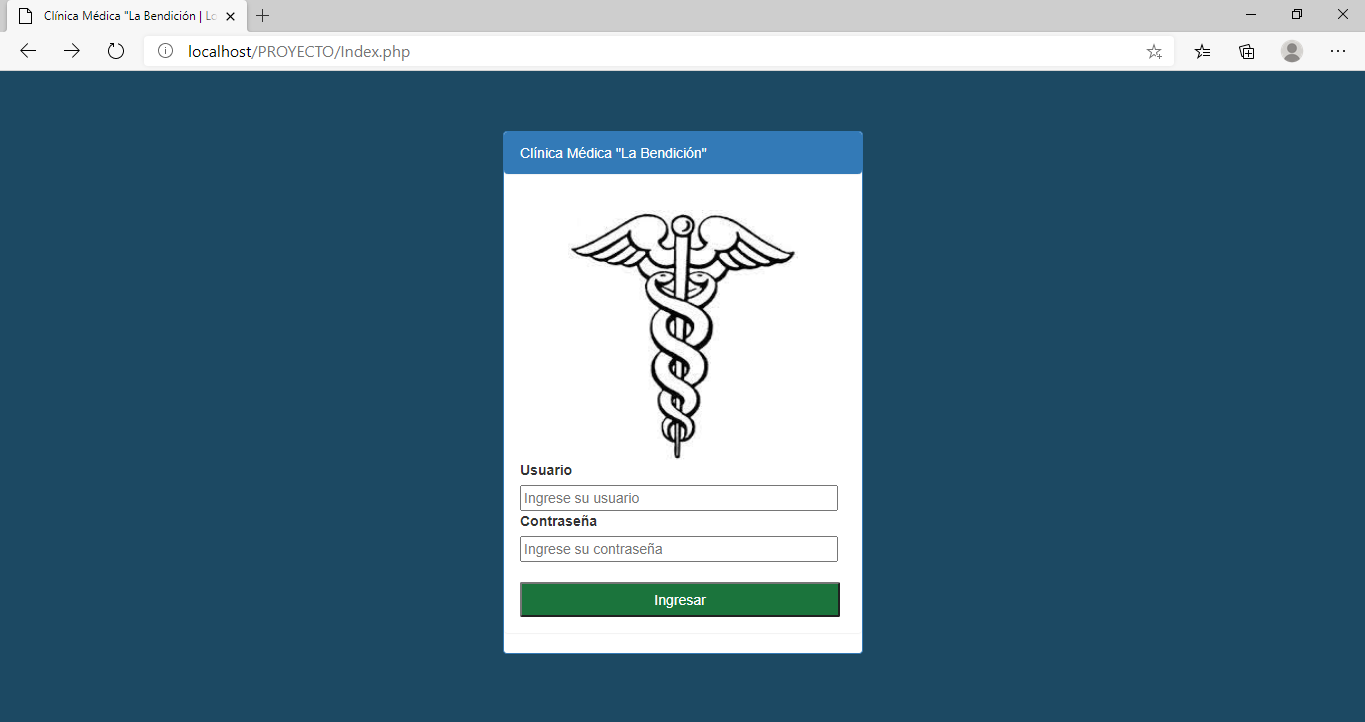 Clínica Médica "La Bendición | Lo
localhost/PROYECTO/Index.php
Clínica Médica "La Bendición"
Usuario
Ingrese su usuario
Contraseña
Ingrese su contraseña
Ingresar